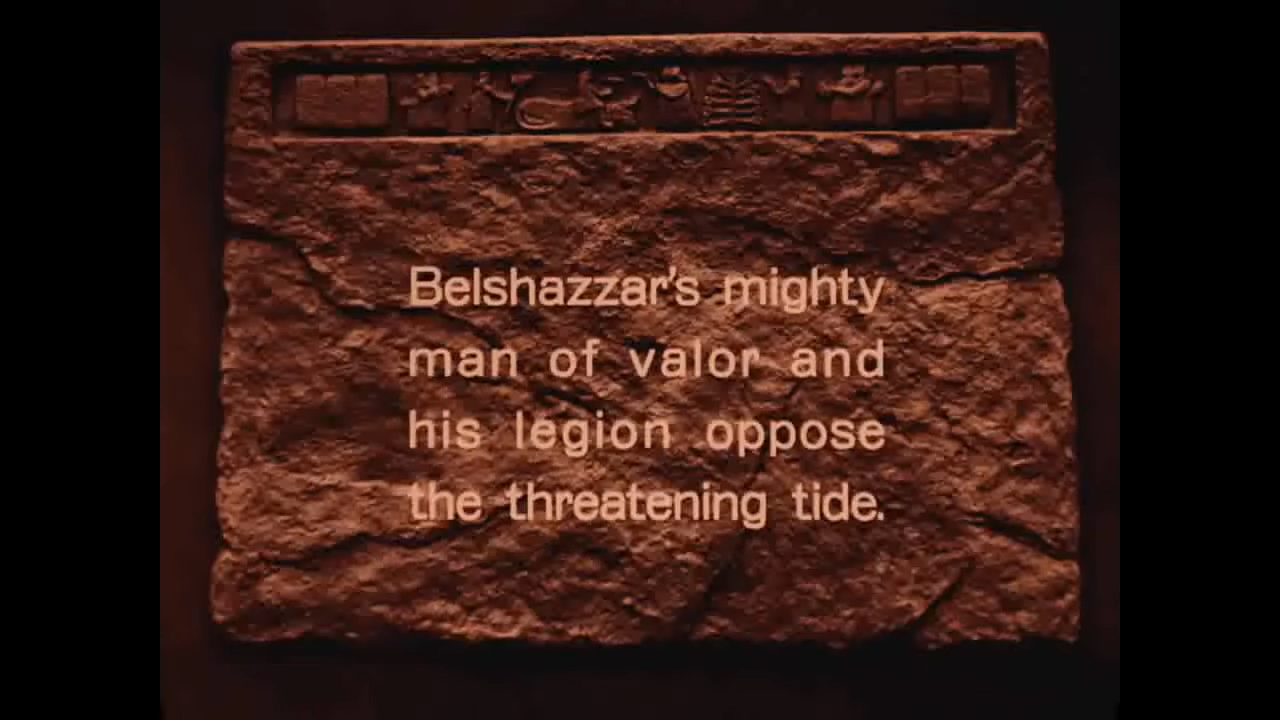 Belshazzar's mighty
man of valor and
his legion oppose
the threatening tide.